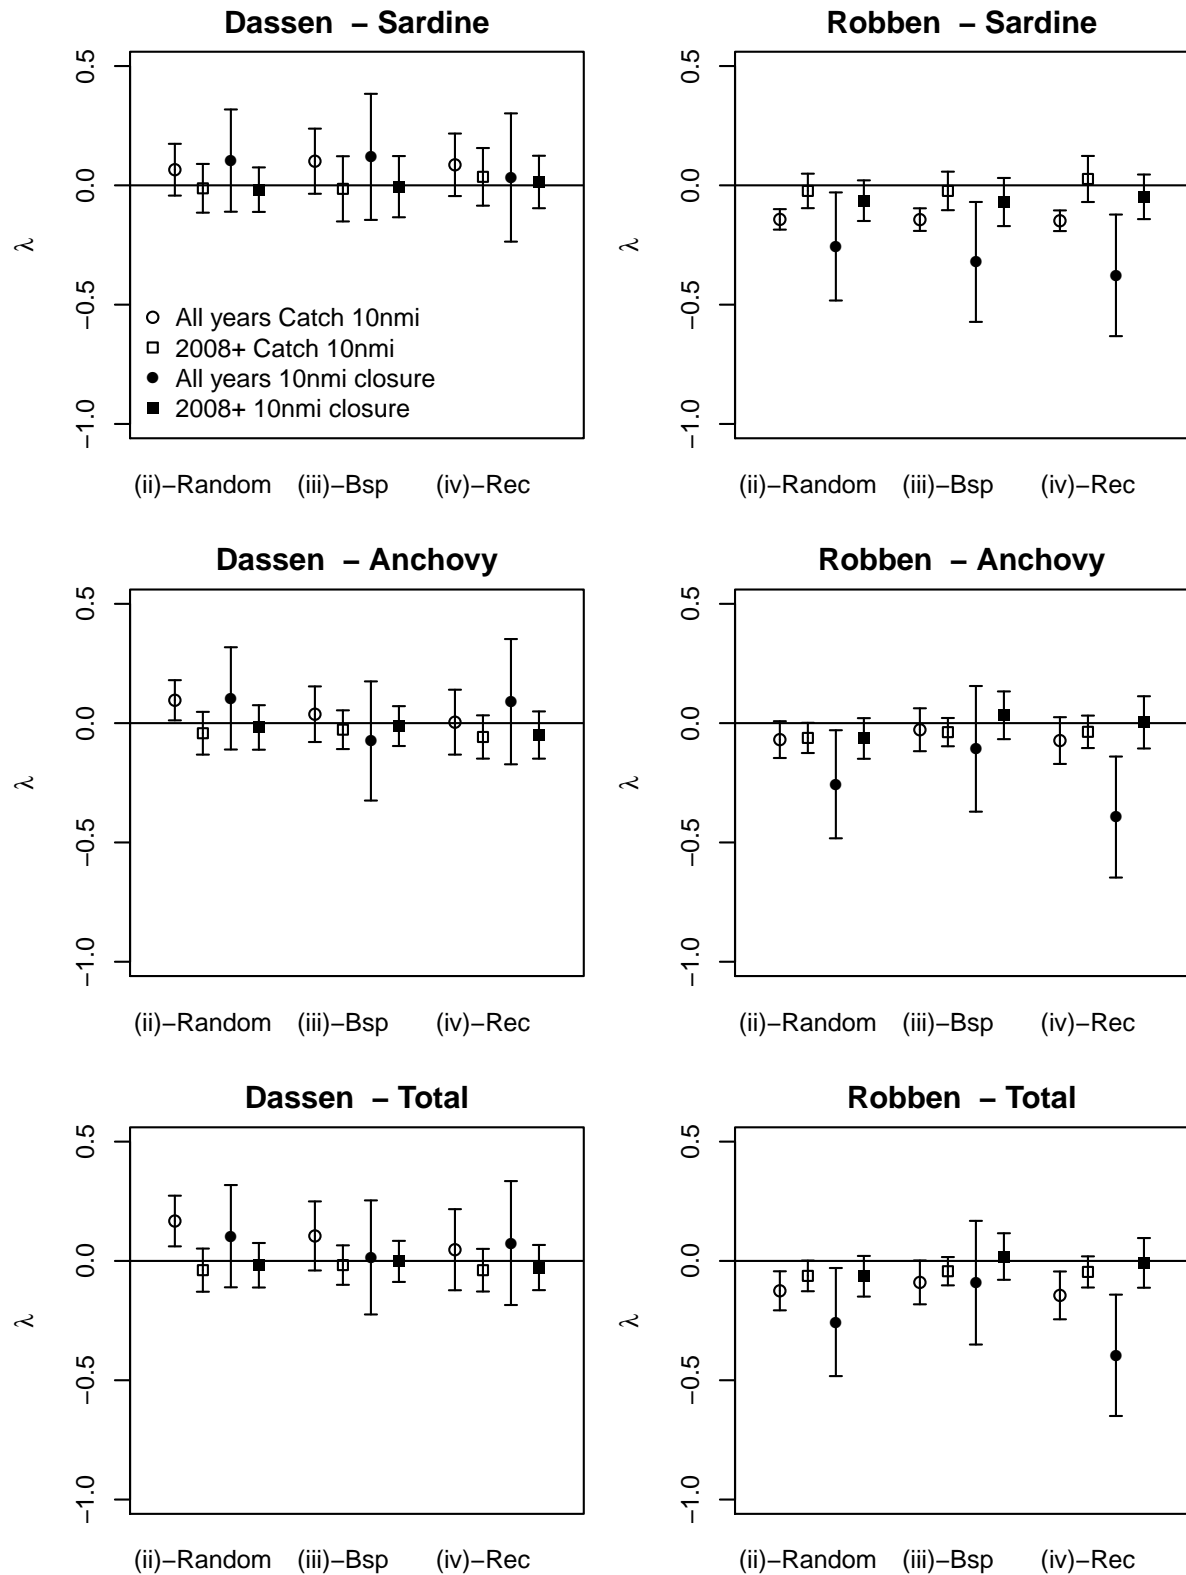 Dassen – Sardine
Robben – Sardine
0.5
0.0
−0.5
−1.0
λ
All years Catch 10nmi
2008+ Catch 10nmi
All years 10nmi closure
2008+ 10nmi closure
(ii)−Random (iii)−Bsp (iv)−Rec
0.5
0.0
−0.5
−1.0
λ
(ii)−Random (iii)−Bsp (iv)−Rec
Dassen – Anchovy
Robben – Anchovy
0.5
0.0
−0.5
−1.0
λ
(ii)−Random (iii)−Bsp (iv)−Rec
0.5
0.0
−0.5
−1.0
λ
(ii)−Random (iii)−Bsp (iv)−Rec
Dassen – Total
Robben – Total
0.5
0.0
−0.5
−1.0
λ
(ii)−Random (iii)−Bsp (iv)−Rec
0.5
0.0
−0.5
−1.0
λ
(ii)−Random (iii)−Bsp (iv)−Rec